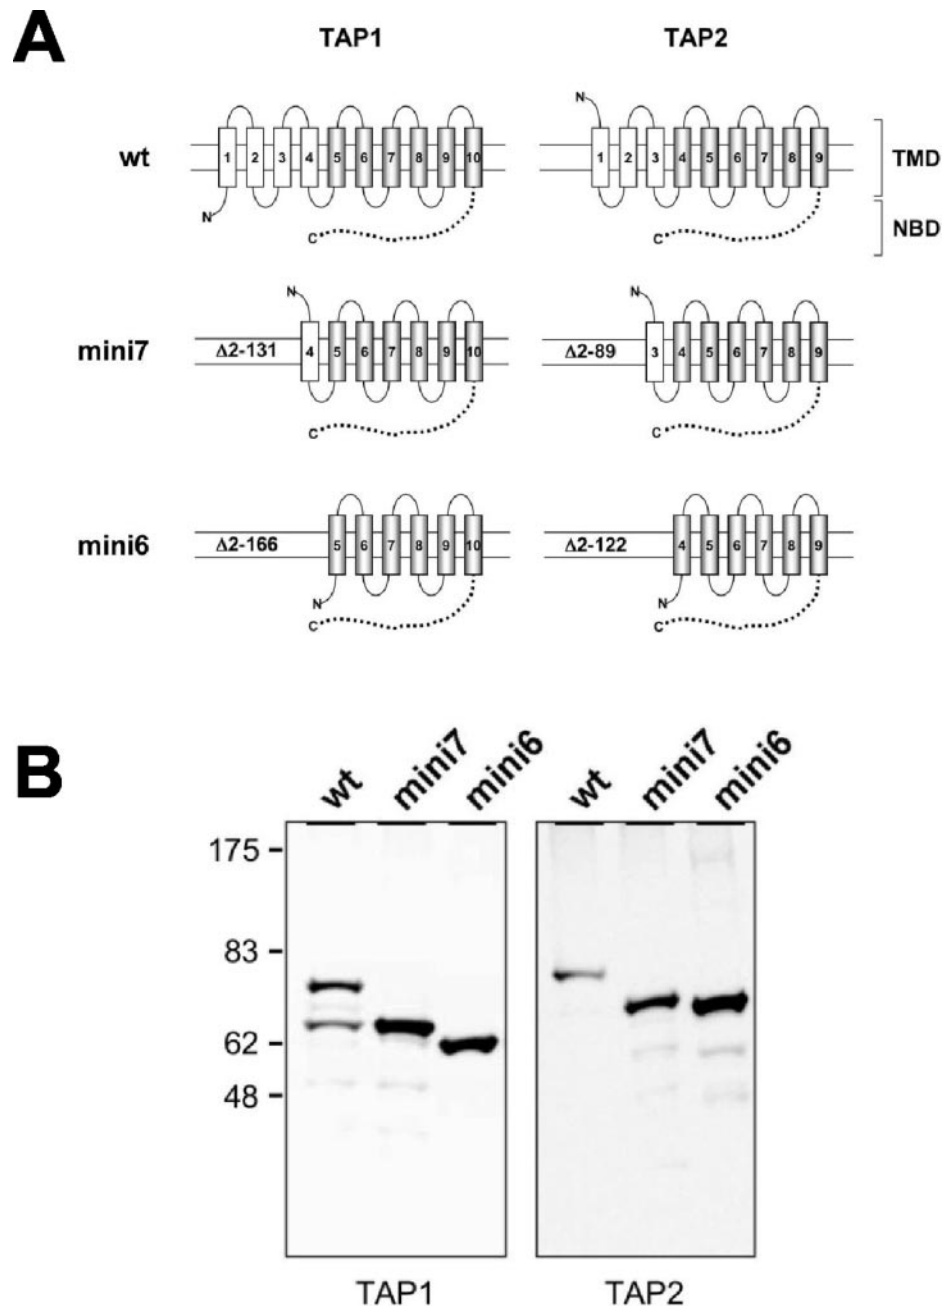 A
TAP1 TAP2
wt
1 2 3 4 5 6 7 8 9 10
N
C
N
1 2 3 4 5 6 7 8 9
C
TMD
NBD
mini7
Δ2-131
N
4 5 6 7 8 9 10
C
Δ2-89
N
3 4 5 6 7 8 9
C
mini6
Δ2-166
5 6 7 8 9 10
N
C
Δ2-122
4 5 6 7 8 9
N
C
B
wt mini7 mini6 wt mini7 mini6
175
83
62
48
TAP1 TAP2